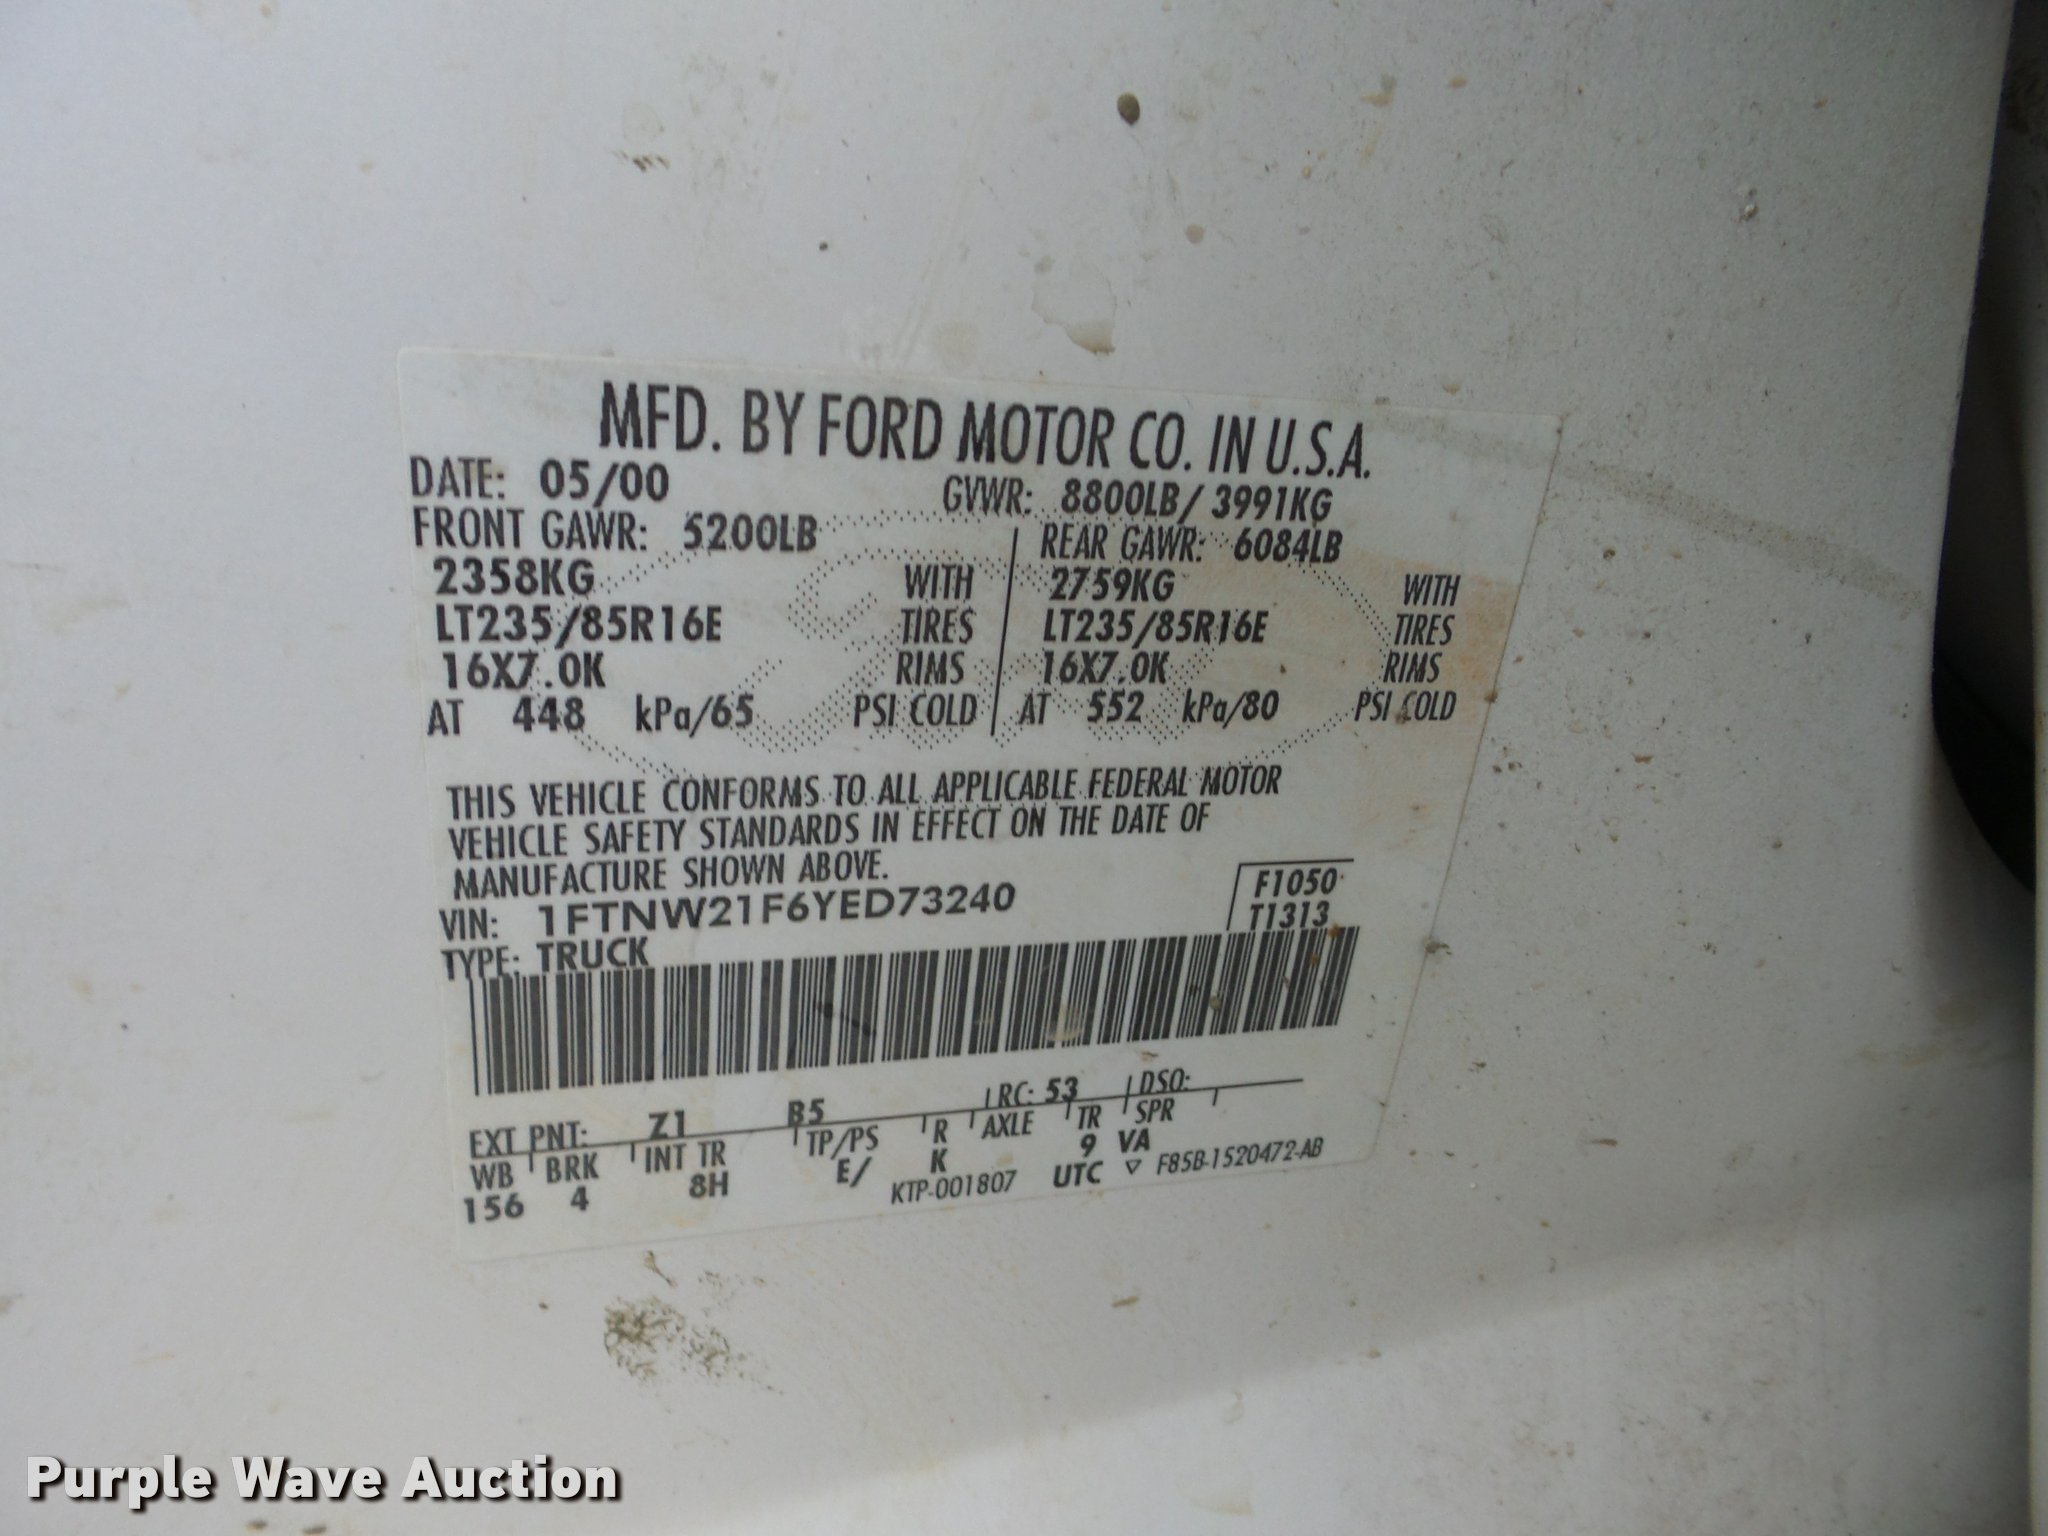 MFD. BY FORD MOTOR CO. IN U.S.A.
DATE: 05/00 GVWR: 8800LB/ 3991KG
FRONT GAWR: 5200LB REAR GAWR: 6084LB
2358KG WITH 2759KG WITH
LT235/85R16E TIRES LT235/85R16E TIRES
16X7.0K RIMS 16X7.0K RIMS
AT 448 kPa/65 PSI COLD AT 552 kPa/80 PSI COLD
THIS VEHICLE CONFORMS TO ALL APPLICABLE FEDERAL MOTOR
VEHICLE SAFETY STANDARDS IN EFFECT ON THE DATE OF
MANUFACTURE SHOWN ABOVE.
VIN: 1FTNW21F6YED73240 F1050
TYPE: TRUCK T1313
EXT PNT: Z1 B5 RC: 53 DSO:
WB BRK INT TR TP/PS R AXLE TR SPR
156 4 8H E/ K K 9 VA
KTP-001807 UTC ▽ F85B-1520472-AB
Purple Wave Auction